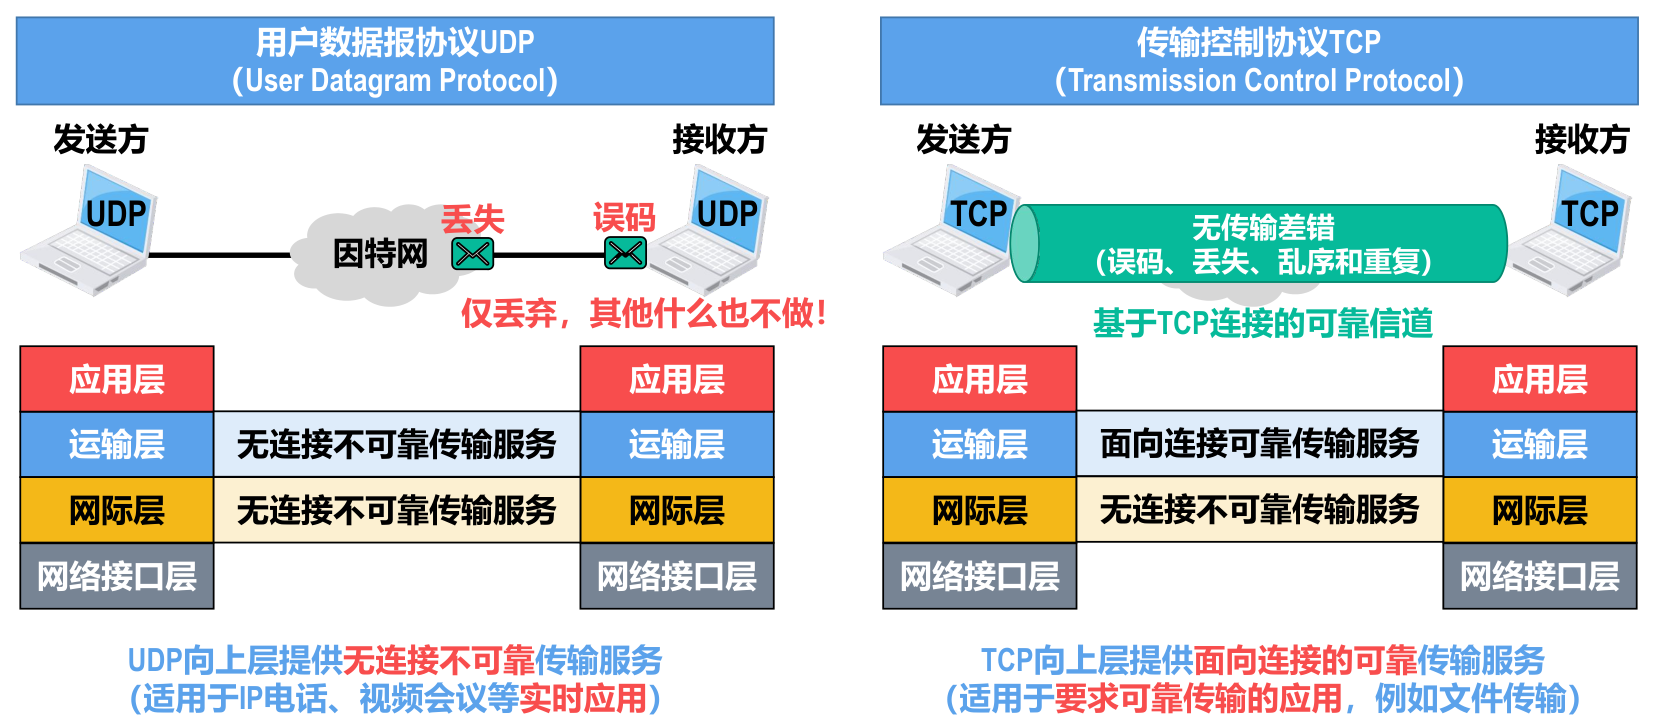 用户数据报协议UDP
（User Datagram Protocol）
发送方
接收方
UDP
因特网
丢失
误码
UDP
仅丢弃，其他什么也不做！
应用层
应用层
运输层
无连接不可靠传输服务
运输层
网际层
无连接不可靠传输服务
网际层
网络接口层
网络接口层
UDP向上层提供无连接不可靠传输服务
（适用于IP电话、视频会议等实时应用）
传输控制协议TCP
（Transmission Control Protocol）
发送方
接收方
TCP
无传输差错
（误码、丢失、乱序和重复）
TCP
基于TCP连接的可靠信道
应用层
应用层
运输层
面向连接可靠传输服务
运输层
网际层
无连接不可靠传输服务
网际层
网络接口层
网络接口层
TCP向上层提供面向连接的可靠传输服务
（适用于要求可靠传输的应用，例如文件传输）